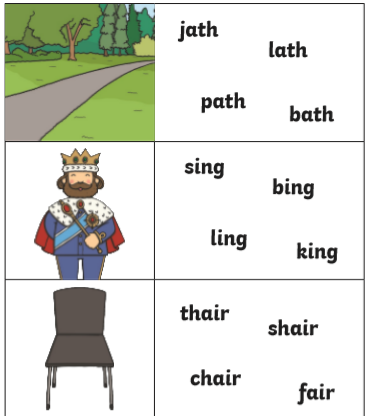 jath
lath
path
bath
sing
bing
ling
king
thair
shair
chair
fair